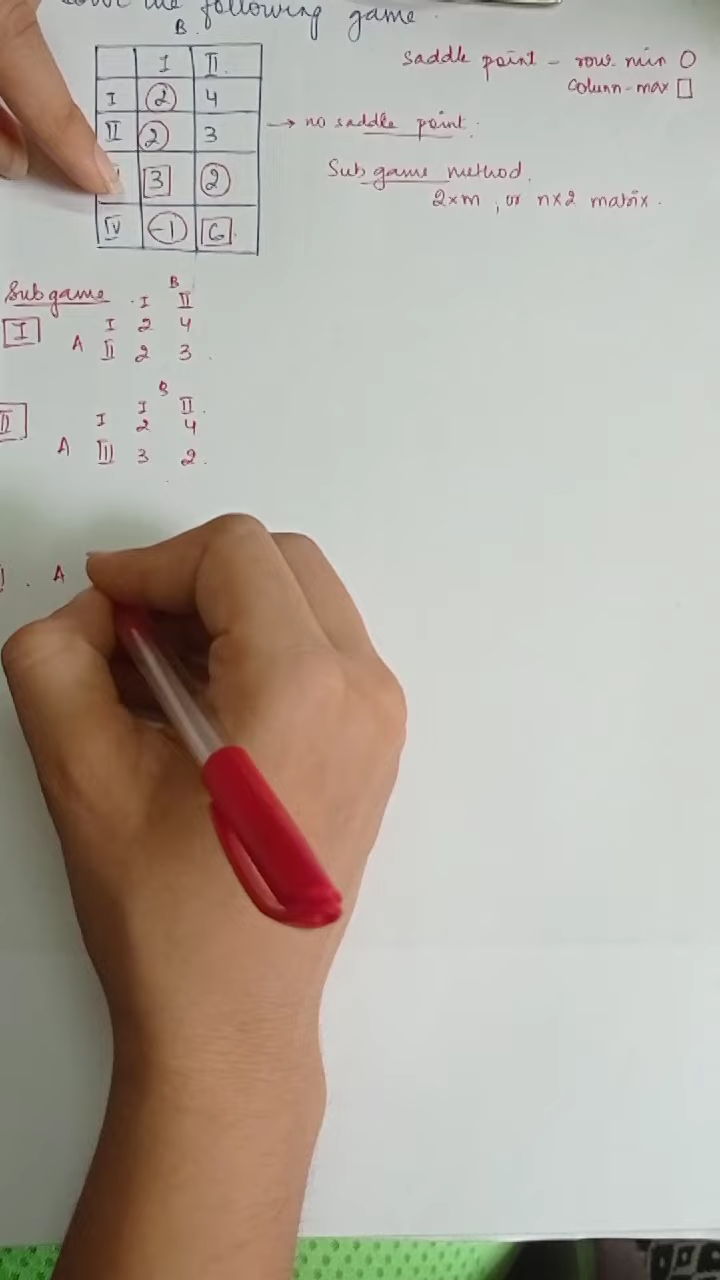 the following game.
B.
I II.
I 2 4
II 2 3
3 2
IV -1 6
saddle point - row min O
column - max □
→ no saddle point.
Sub game method.
2×m, or n×2 matrix.
Subgame
B
I II
I I 2 4
A II 2 3
B
I II.
II I 2 4
A III 3 2.
A